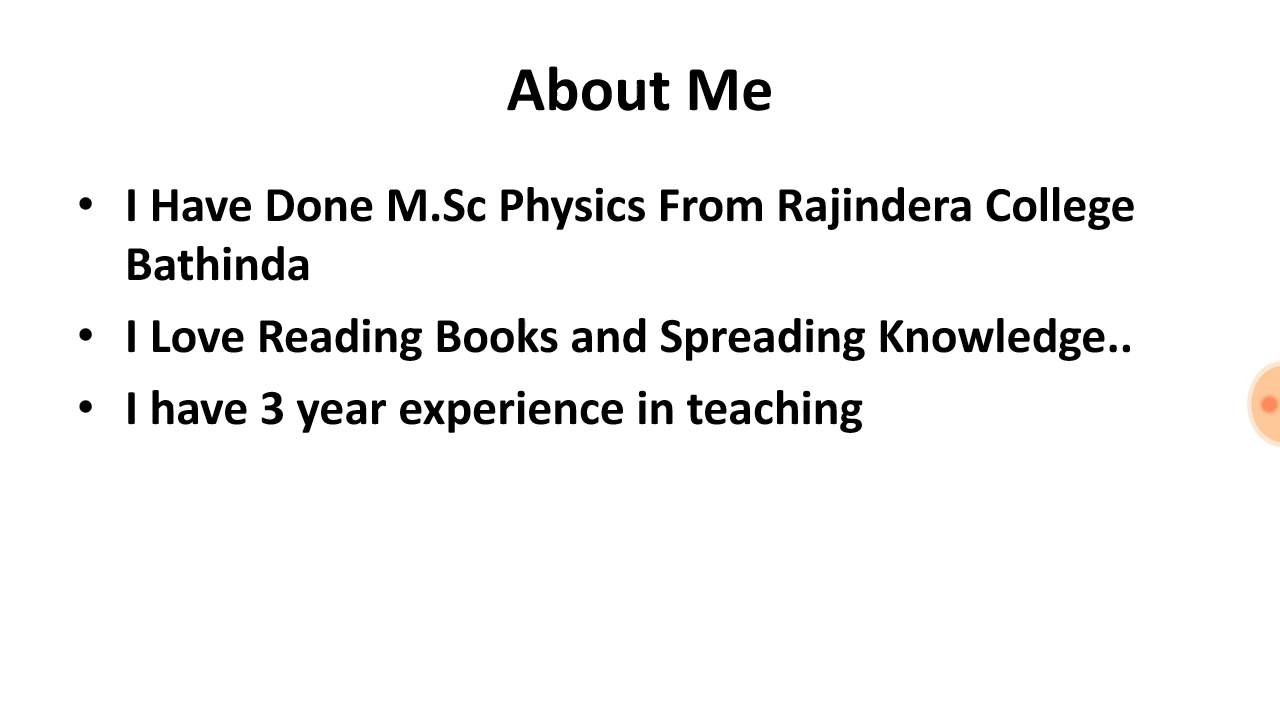 About Me
• I Have Done M.Sc Physics From Rajindera College
Bathinda
• I Love Reading Books and Spreading Knowledge..
• I have 3 year experience in teaching